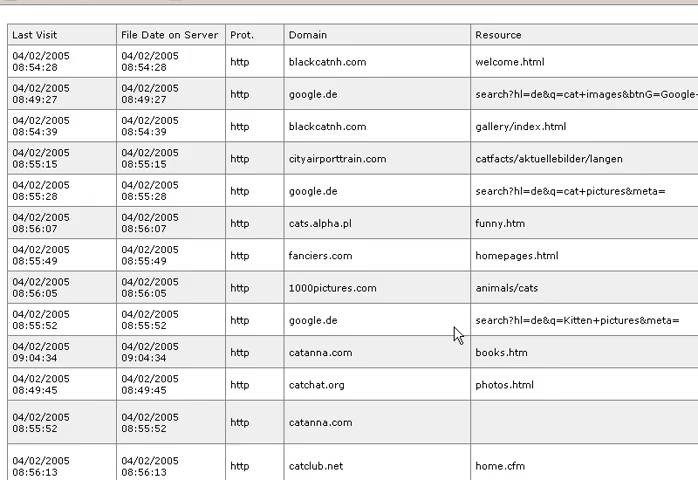 Last Visit File Date on Server Prot. Domain Resource
04/02/2005 08:54:28 04/02/2005 08:54:28 http blackcatnh.com welcome.html
04/02/2005 08:49:27 04/02/2005 08:49:27 http google.de search?hl=de&q=cat+images&btnG=Google-
04/02/2005 08:54:39 04/02/2005 08:54:39 http blackcatnh.com gallery/index.html
04/02/2005 08:55:15 04/02/2005 08:55:15 http cityairporttrain.com catfacts/aktuellebilder/langen
04/02/2005 08:55:28 04/02/2005 08:55:28 http google.de search?hl=de&q=cat+pictures&meta=
04/02/2005 08:56:07 04/02/2005 08:56:07 http cats.alpha.pl funny.htm
04/02/2005 08:55:49 04/02/2005 08:55:49 http fanciers.com homepages.html
04/02/2005 08:56:05 04/02/2005 08:56:05 http 1000pictures.com animals/cats
04/02/2005 08:55:52 04/02/2005 08:55:52 http google.de search?hl=de&q=Kitten+pictures&meta=
04/02/2005 09:04:34 04/02/2005 09:04:34 http catanna.com books.htm
04/02/2005 08:49:45 04/02/2005 08:49:45 http catchat.org photos.html
04/02/2005 08:55:52 04/02/2005 08:55:52 http catanna.com
04/02/2005 08:56:13 04/02/2005 08:56:13 http catclub.net home.cfm